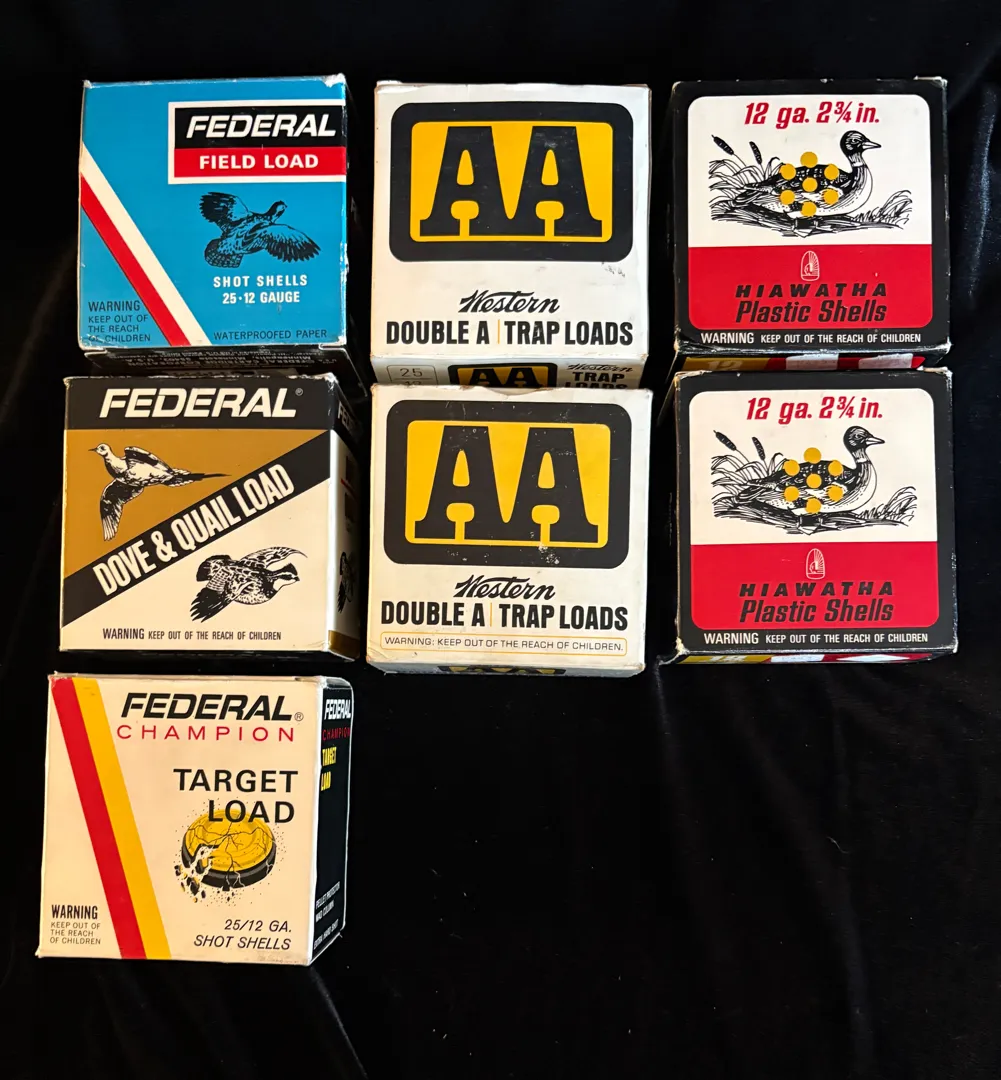 FEDERAL
FIELD LOAD
SHOT SHELLS
25•12 GAUGE
WARNING
KEEP OUT OF
THE REACH
OF CHILDREN
WATERPROOFED PAPER
AA
Western
DOUBLE A | TRAP LOADS
25
AA
Western
TRAP
LOADS
12 ga. 2¾ in.
HIAWATHA
Plastic Shells
WARNING KEEP OUT OF THE REACH OF CHILDREN
FEDERAL®
DOVE & QUAIL LOAD
WARNING KEEP OUT OF THE REACH OF CHILDREN
AA
Western
DOUBLE A | TRAP LOADS
WARNING: KEEP OUT OF THE REACH OF CHILDREN.
12 ga. 2¾ in.
HIAWATHA
Plastic Shells
WARNING KEEP OUT OF THE REACH OF CHILDREN
FEDERAL®
CHAMPION
TARGET
LOAD
WARNING
KEEP OUT OF
THE REACH
OF CHILDREN
25/12 GA.
SHOT SHELLS
FEDERAL
CHAMPION
TARGET
LOAD